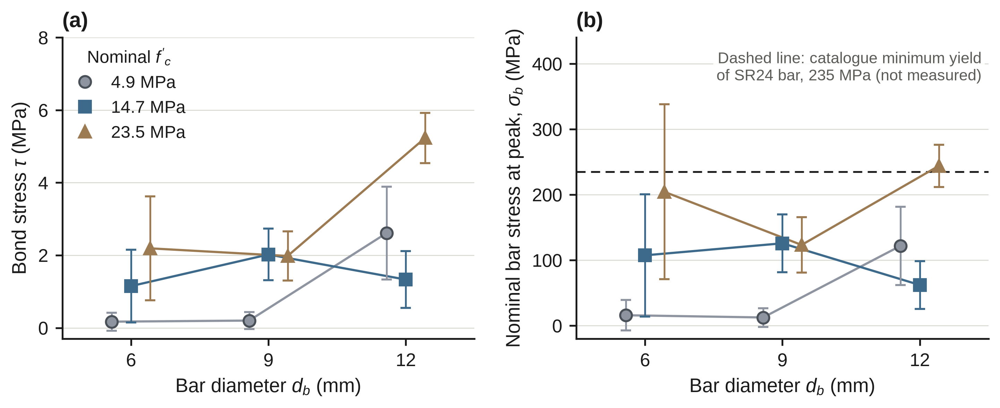 (a)
Bond stress τ (MPa)
8
6
4
2
0
Nominal f′c
4.9 MPa
14.7 MPa
23.5 MPa
6
9
12
Bar diameter db (mm)
(b)
Nominal bar stress at peak, σb (MPa)
400
300
200
100
0
Dashed line: catalogue minimum yield
of SR24 bar, 235 MPa (not measured)
6
9
12
Bar diameter db (mm)